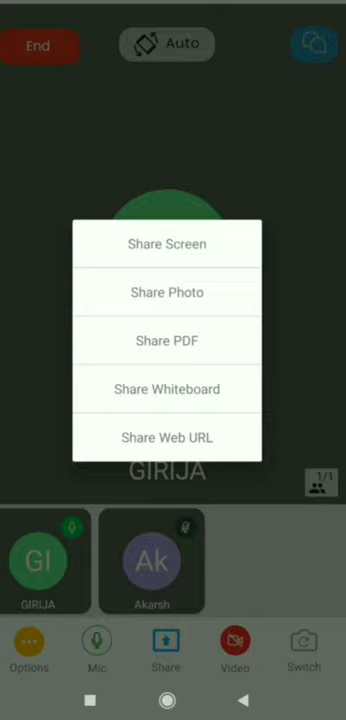 End
Auto
Share Screen
Share Photo
Share PDF
Share Whiteboard
Share Web URL
GIRIJA
1/1
GI
Ak
GIRIJA
Akarsh
Options
Mic
Share
Video
Switch